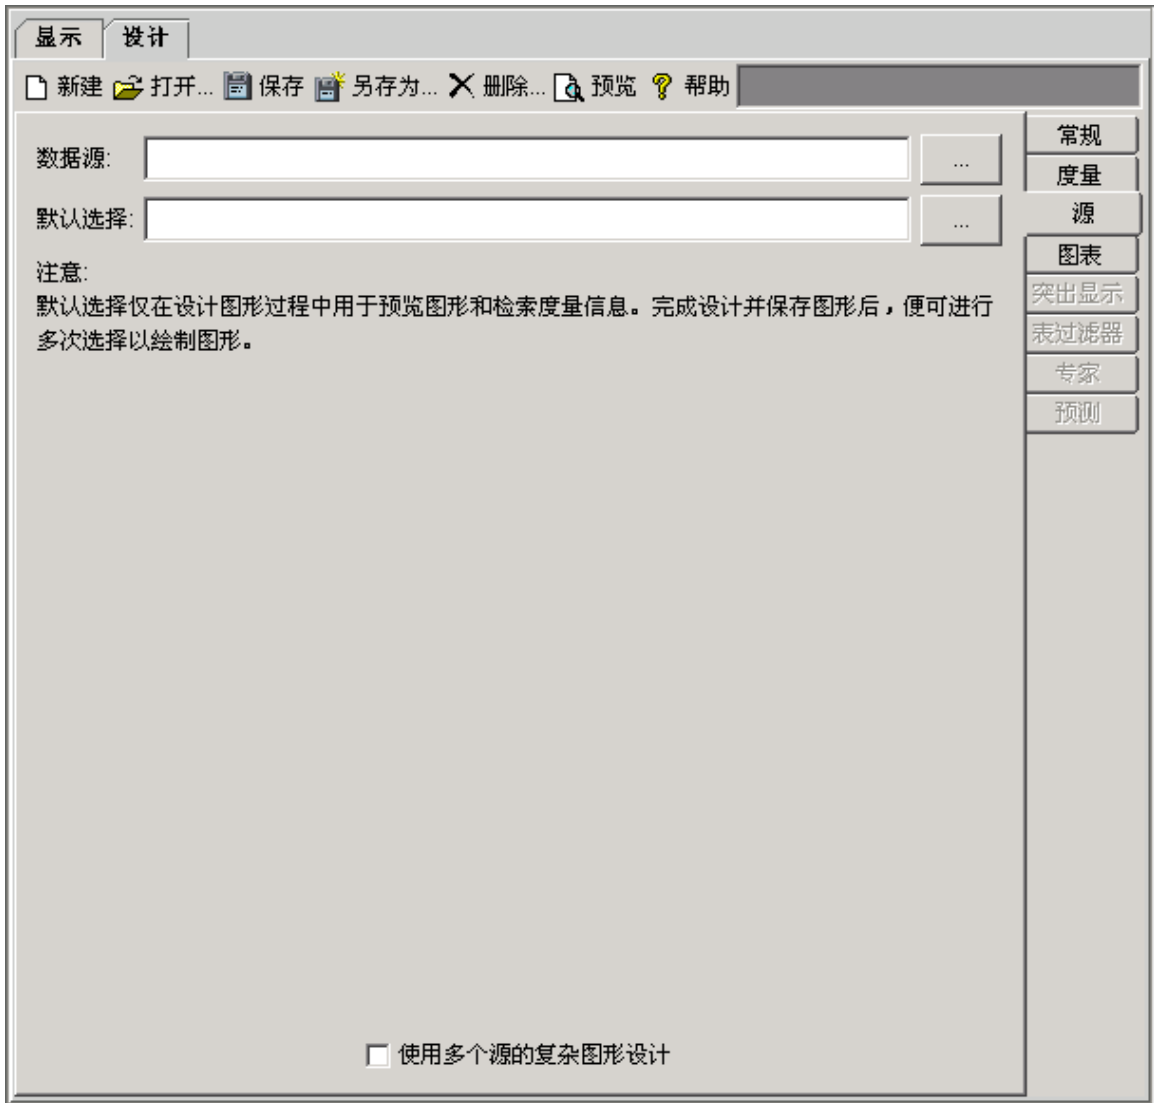 显示 设计
新建 打开... 保存 另存为... 删除... 预览 帮助
数据源: ...
默认选择: ...
注意:
默认选择仅在设计图形过程中用于预览图形和检索度量信息。完成设计并保存图形后，便可进行
多次选择以绘制图形。
使用多个源的复杂图形设计
常规
度量
源
图表
突出显示
表过滤器
专家
预测